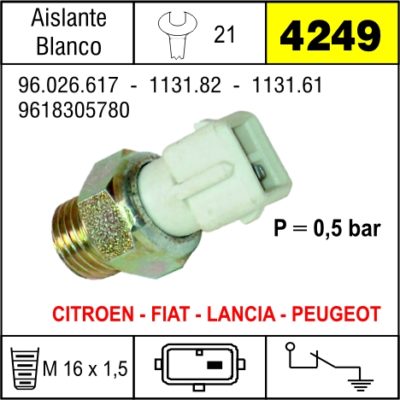 Aislante
Blanco
21
4249
96.026.617 - 1131.82 - 1131.61
9618305780
P = 0,5 bar
CITROEN - FIAT - LANCIA - PEUGEOT
M 16 x 1,5